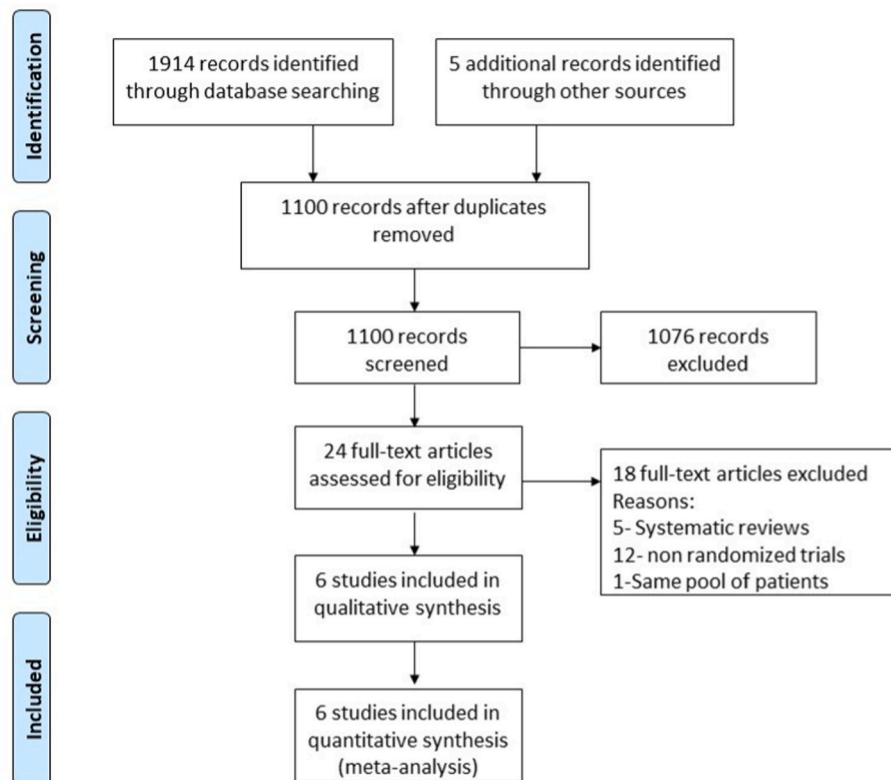 Identification
1914 records identified
through database searching
5 additional records identified
through other sources
1100 records after duplicates
removed
Screening
1100 records
screened
1076 records
excluded
Eligibility
24 full-text articles
assessed for eligibility
18 full-text articles excluded
Reasons:
5- Systematic reviews
12- non randomized trials
1-Same pool of patients
6 studies included in
qualitative synthesis
Included
6 studies included in
quantitative synthesis
(meta-analysis)